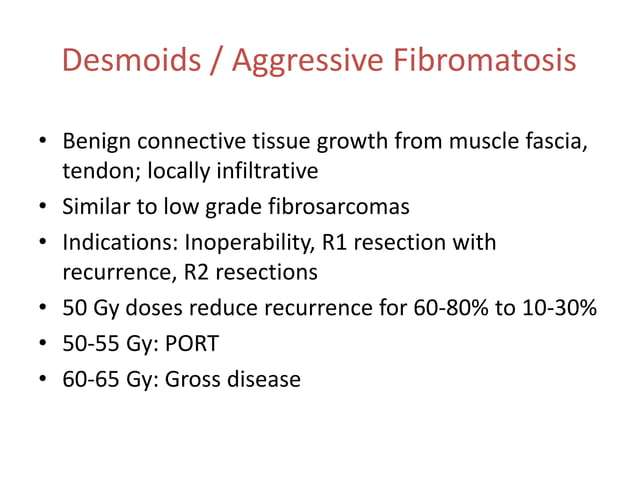 Desmoids / Aggressive Fibromatosis
• Benign connective tissue growth from muscle fascia,
tendon; locally infiltrative
• Similar to low grade fibrosarcomas
• Indications: Inoperability, R1 resection with
recurrence, R2 resections
• 50 Gy doses reduce recurrence for 60-80% to 10-30%
• 50-55 Gy: PORT
• 60-65 Gy: Gross disease